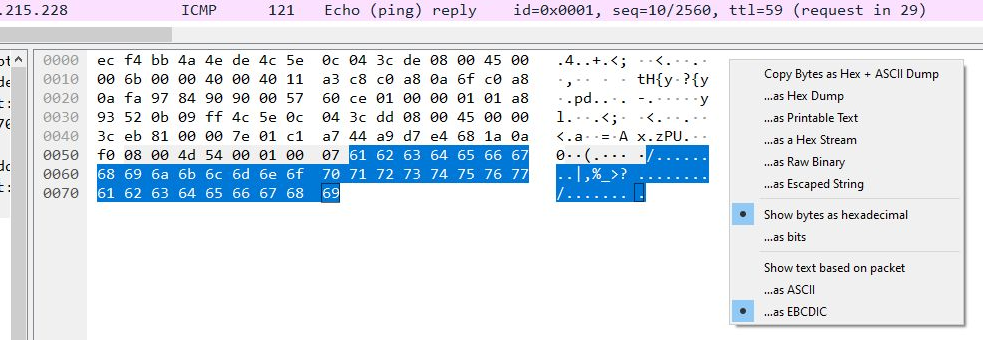 .215.228 ICMP 121 Echo (ping) reply id=0x0001, seq=10/2560, ttl=59 (request in 29)
0000 ec f4 bb 4a 4e de 4c 5e 0c 04 3c de 08 00 45 00 .4..+.<; ··<.··..
0010 00 6b 00 00 40 00 40 11 a3 c8 c0 a8 0a 6f c0 a8 ·,·· · · tH{y·?{y
0020 0a fa 97 84 90 90 00 57 60 ce 01 00 00 01 01 a8 ·.pd..·. -.····y
0030 93 52 0b 09 ff 4c 5e 0c 04 3c dd 08 00 45 00 00 l.···<;· ·<.··.··
0040 3c eb 81 00 00 7e 01 c1 a7 44 a9 d7 e4 68 1a 0a <.a··=·A x.zPU.··
0050 f0 08 00 4d 54 00 01 00 07 61 62 63 64 65 66 67 0··(.··· ·/......
0060 68 69 6a 6b 6c 6d 6e 6f 70 71 72 73 74 75 76 77 ..|,%_>? ........
0070 61 62 63 64 65 66 67 68 69 /....... .
Copy Bytes as Hex + ASCII Dump
...as Hex Dump
...as Printable Text
...as a Hex Stream
...as Raw Binary
...as Escaped String
Show bytes as hexadecimal
...as bits
Show text based on packet
...as ASCII
...as EBCDIC